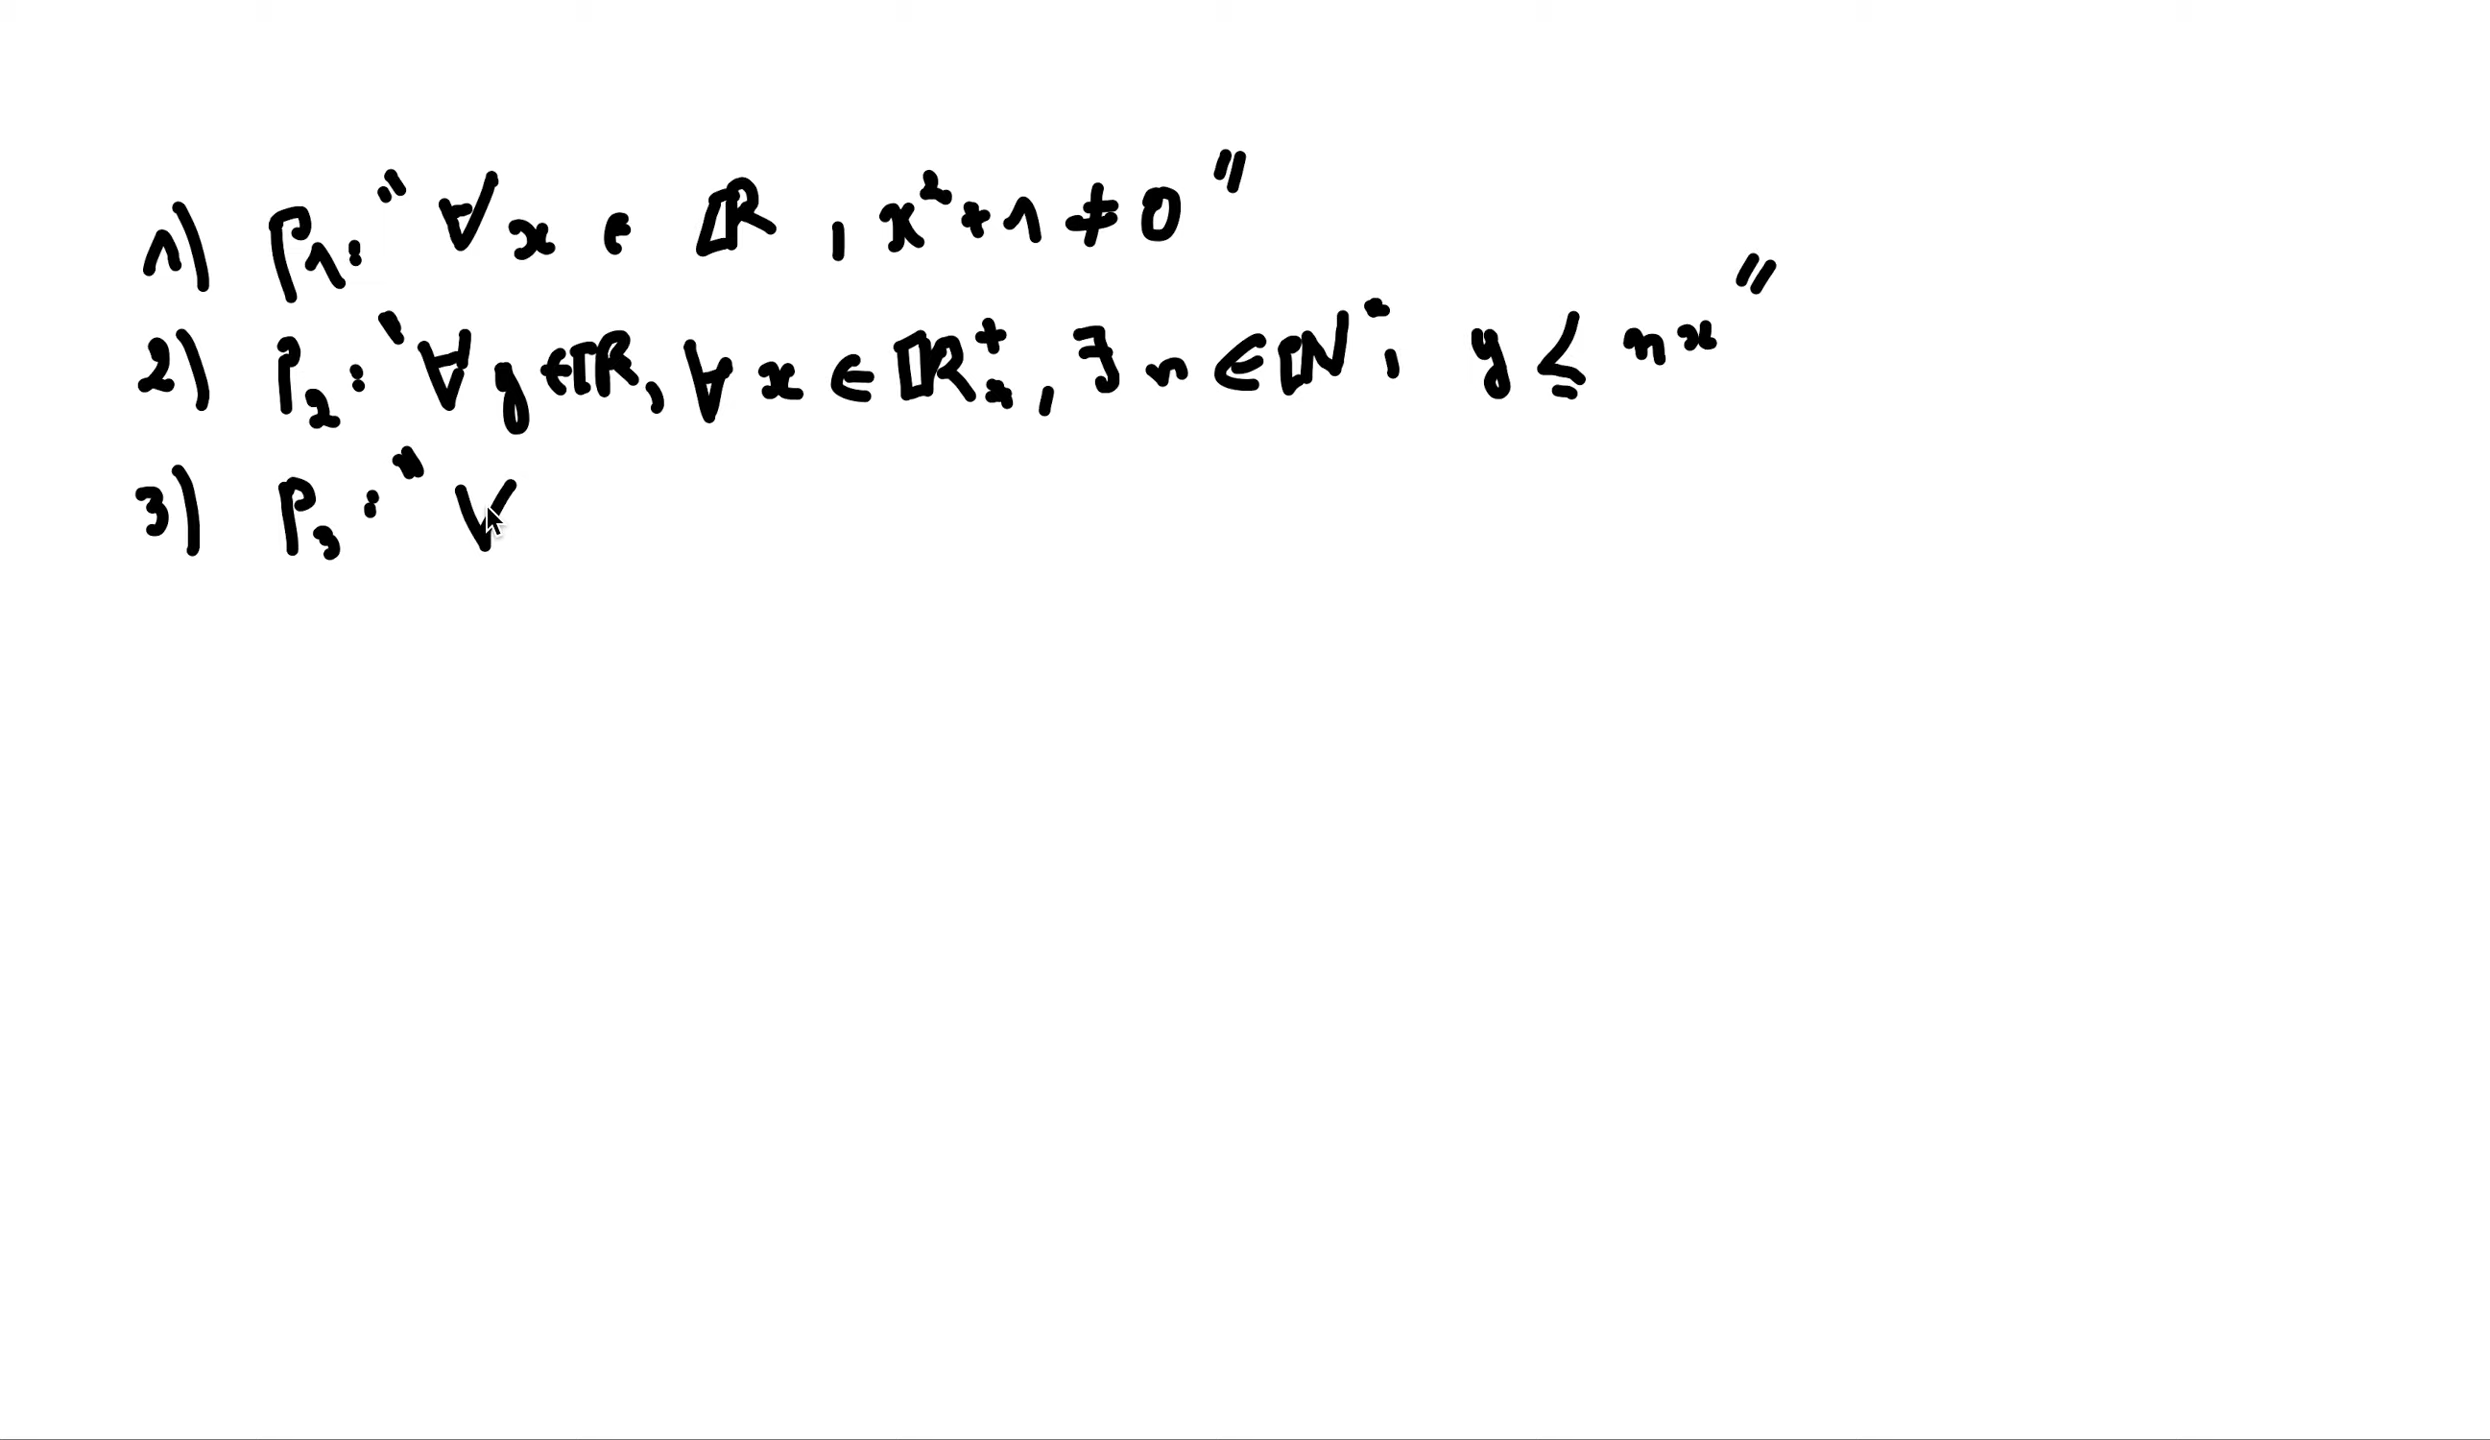 1) P₁: "∀x ∈ ℝ, x²+1 ≠ 0"
2) P₂: "∀y ∈ ℝ, ∀x ∈ ℝ*₊, ∃n ∈ ℕ*; y ≤ nx"
3) P₃: "V